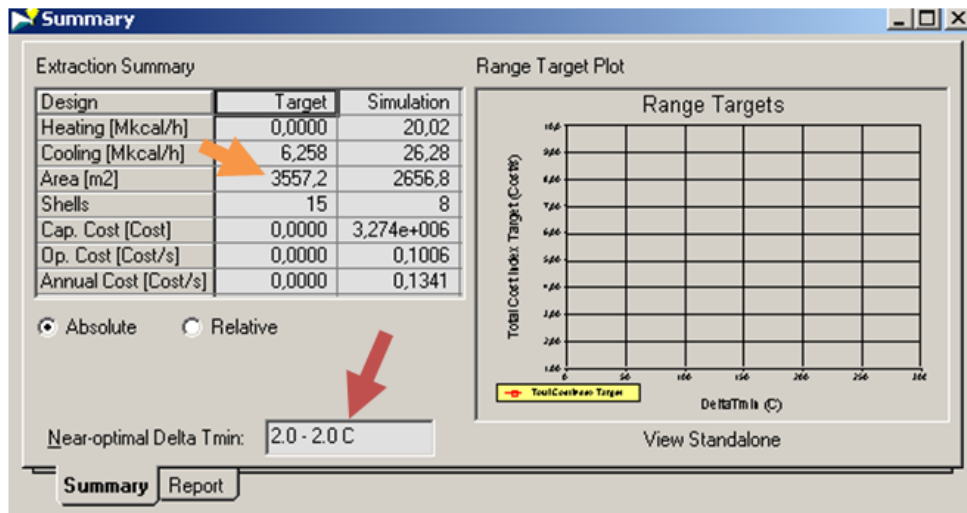 Summary
Extraction Summary
Design Target Simulation
Heating [Mkcal/h] 0,0000 20,02
Cooling [Mkcal/h] 6,258 26,28
Area [m2] 3557,2 2656,8
Shells 15 8
Cap. Cost [Cost] 0,0000 3,274e+006
Op. Cost [Cost/s] 0,0000 0,1006
Annual Cost [Cost/s] 0,0000 0,1341
Absolute Relative
Near-optimal Delta Tmin: 2.0 - 2.0 C
Range Target Plot
Range Targets
Total Cost Index Target (Cost/s)
0 50 100 150 200 250 300
Total Cost Index Target
DeltaTmin (C)
View Standalone
Summary Report